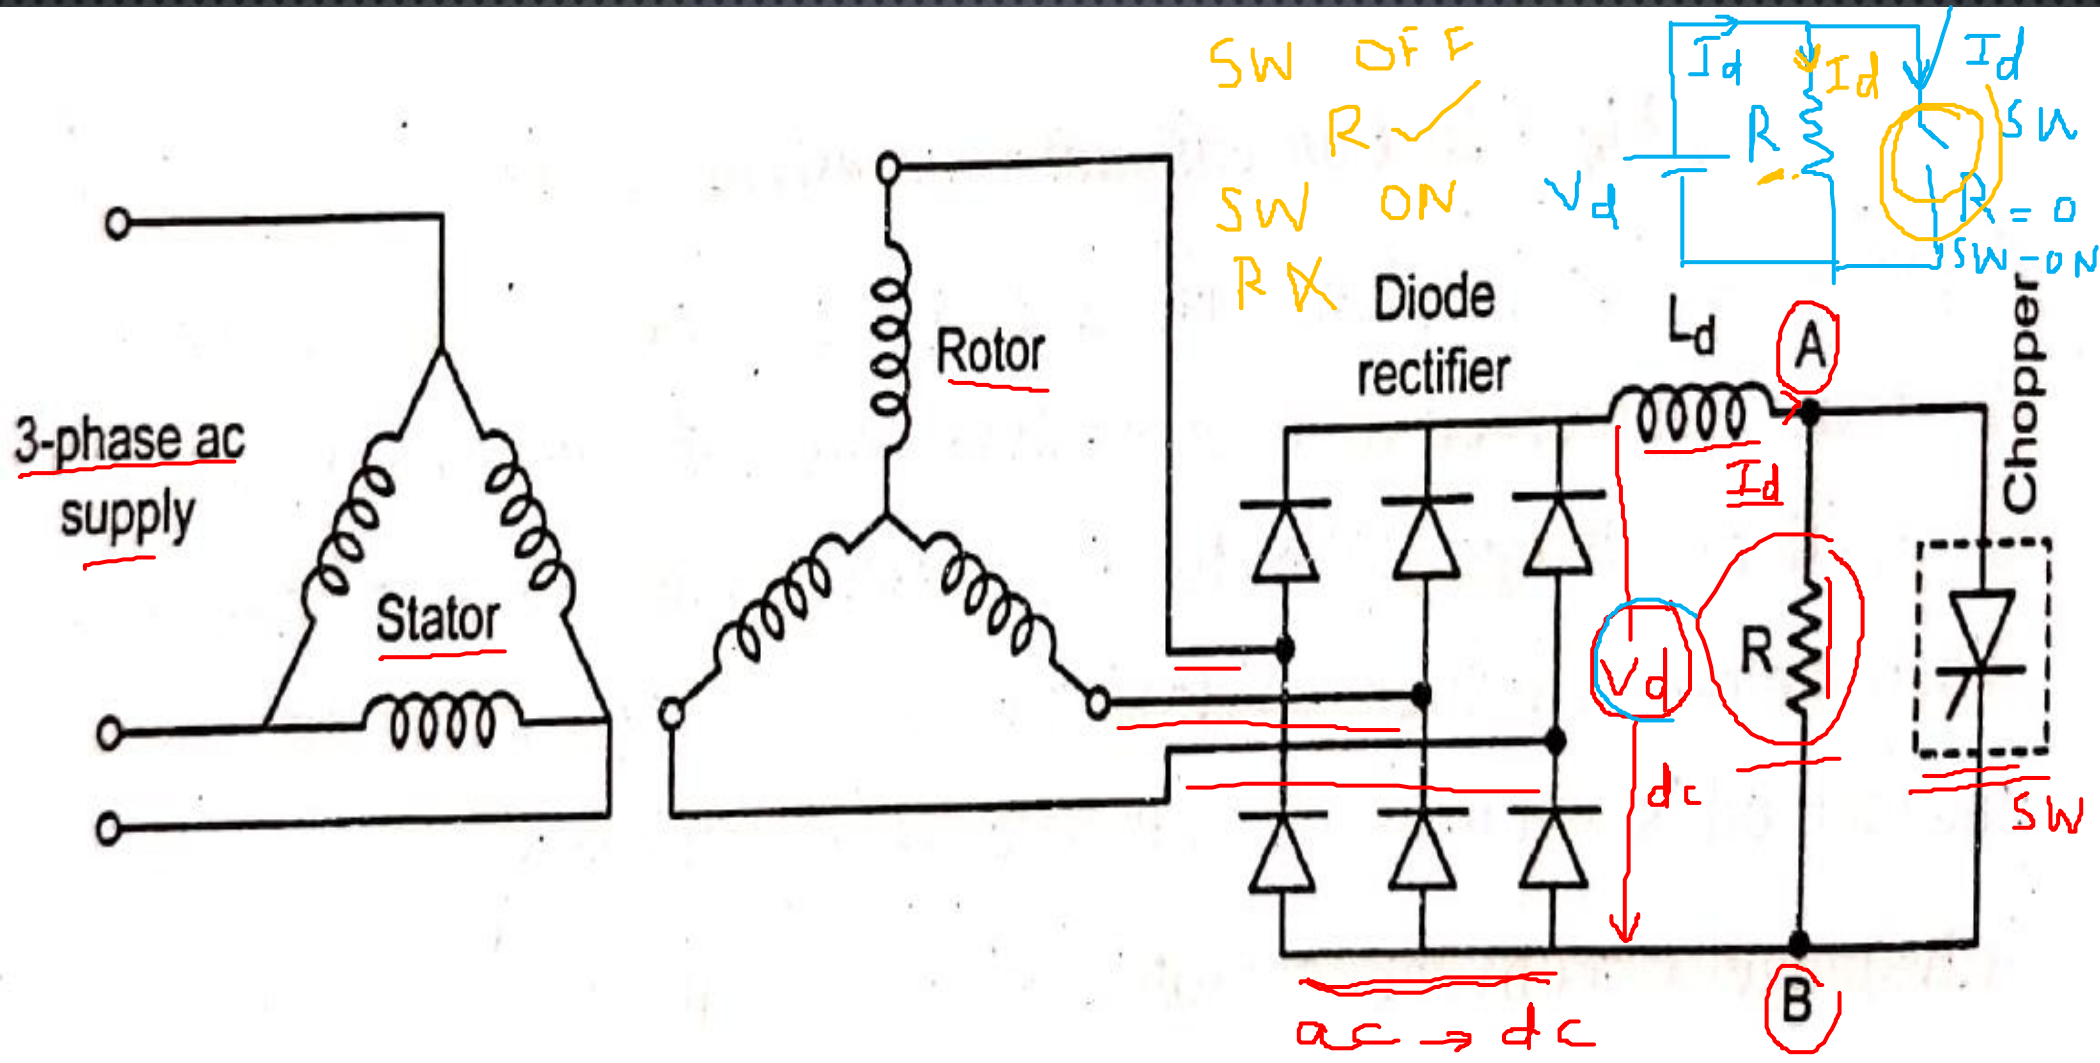 SW OFF
R
SW ON
R
Id
Id
Id
R
SW
Vd
R = 0
SW-ON
3-phase ac
supply
Stator
Rotor
Diode
rectifier
Ld
A
Chopper
Id
R
Vd
dc
SW
B
ac → dc